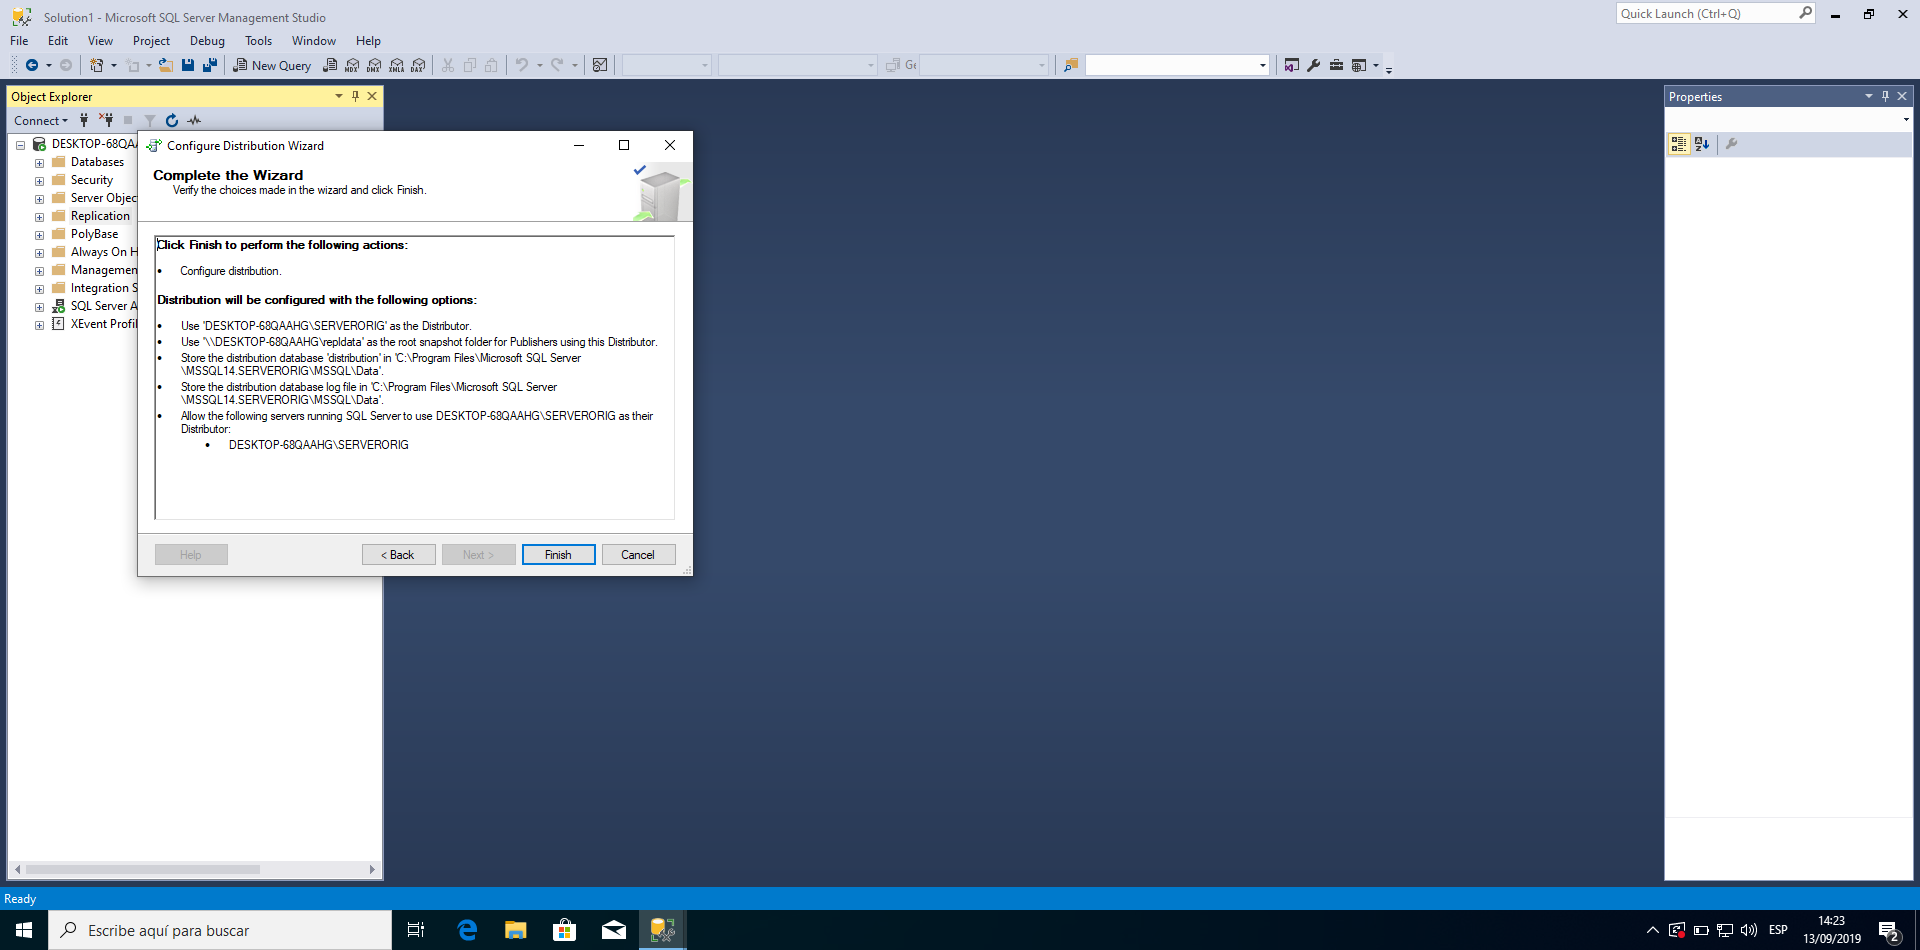 Solution1 - Microsoft SQL Server Management Studio
Quick Launch (Ctrl+Q)
File Edit View Project Debug Tools Window Help
New Query
MDX DMX XMLA DAX
Ge
Object Explorer
Connect
DESKTOP-68QAA
Databases
Security
Server Objec
Replication
PolyBase
Always On H
Managemen
Integration S
SQL Server A
XEvent Profil
Configure Distribution Wizard
Complete the Wizard
Verify the choices made in the wizard and click Finish.
Click Finish to perform the following actions:
• Configure distribution.
Distribution will be configured with the following options:
• Use 'DESKTOP-68QAAHG\SERVERORIG' as the Distributor.
• Use '\\DESKTOP-68QAAHG\repldata' as the root snapshot folder for Publishers using this Distributor.
• Store the distribution database 'distribution' in 'C:\Program Files\Microsoft SQL Server
\MSSQL14.SERVERORIG\MSSQL\Data'.
• Store the distribution database log file in 'C:\Program Files\Microsoft SQL Server
\MSSQL14.SERVERORIG\MSSQL\Data'.
• Allow the following servers running SQL Server to use DESKTOP-68QAAHG\SERVERORIG as their
Distributor:
• DESKTOP-68QAAHG\SERVERORIG
Help
< Back
Next >
Finish
Cancel
Properties
Ready
Escribe aquí para buscar
ESP
14:23
13/09/2019
2